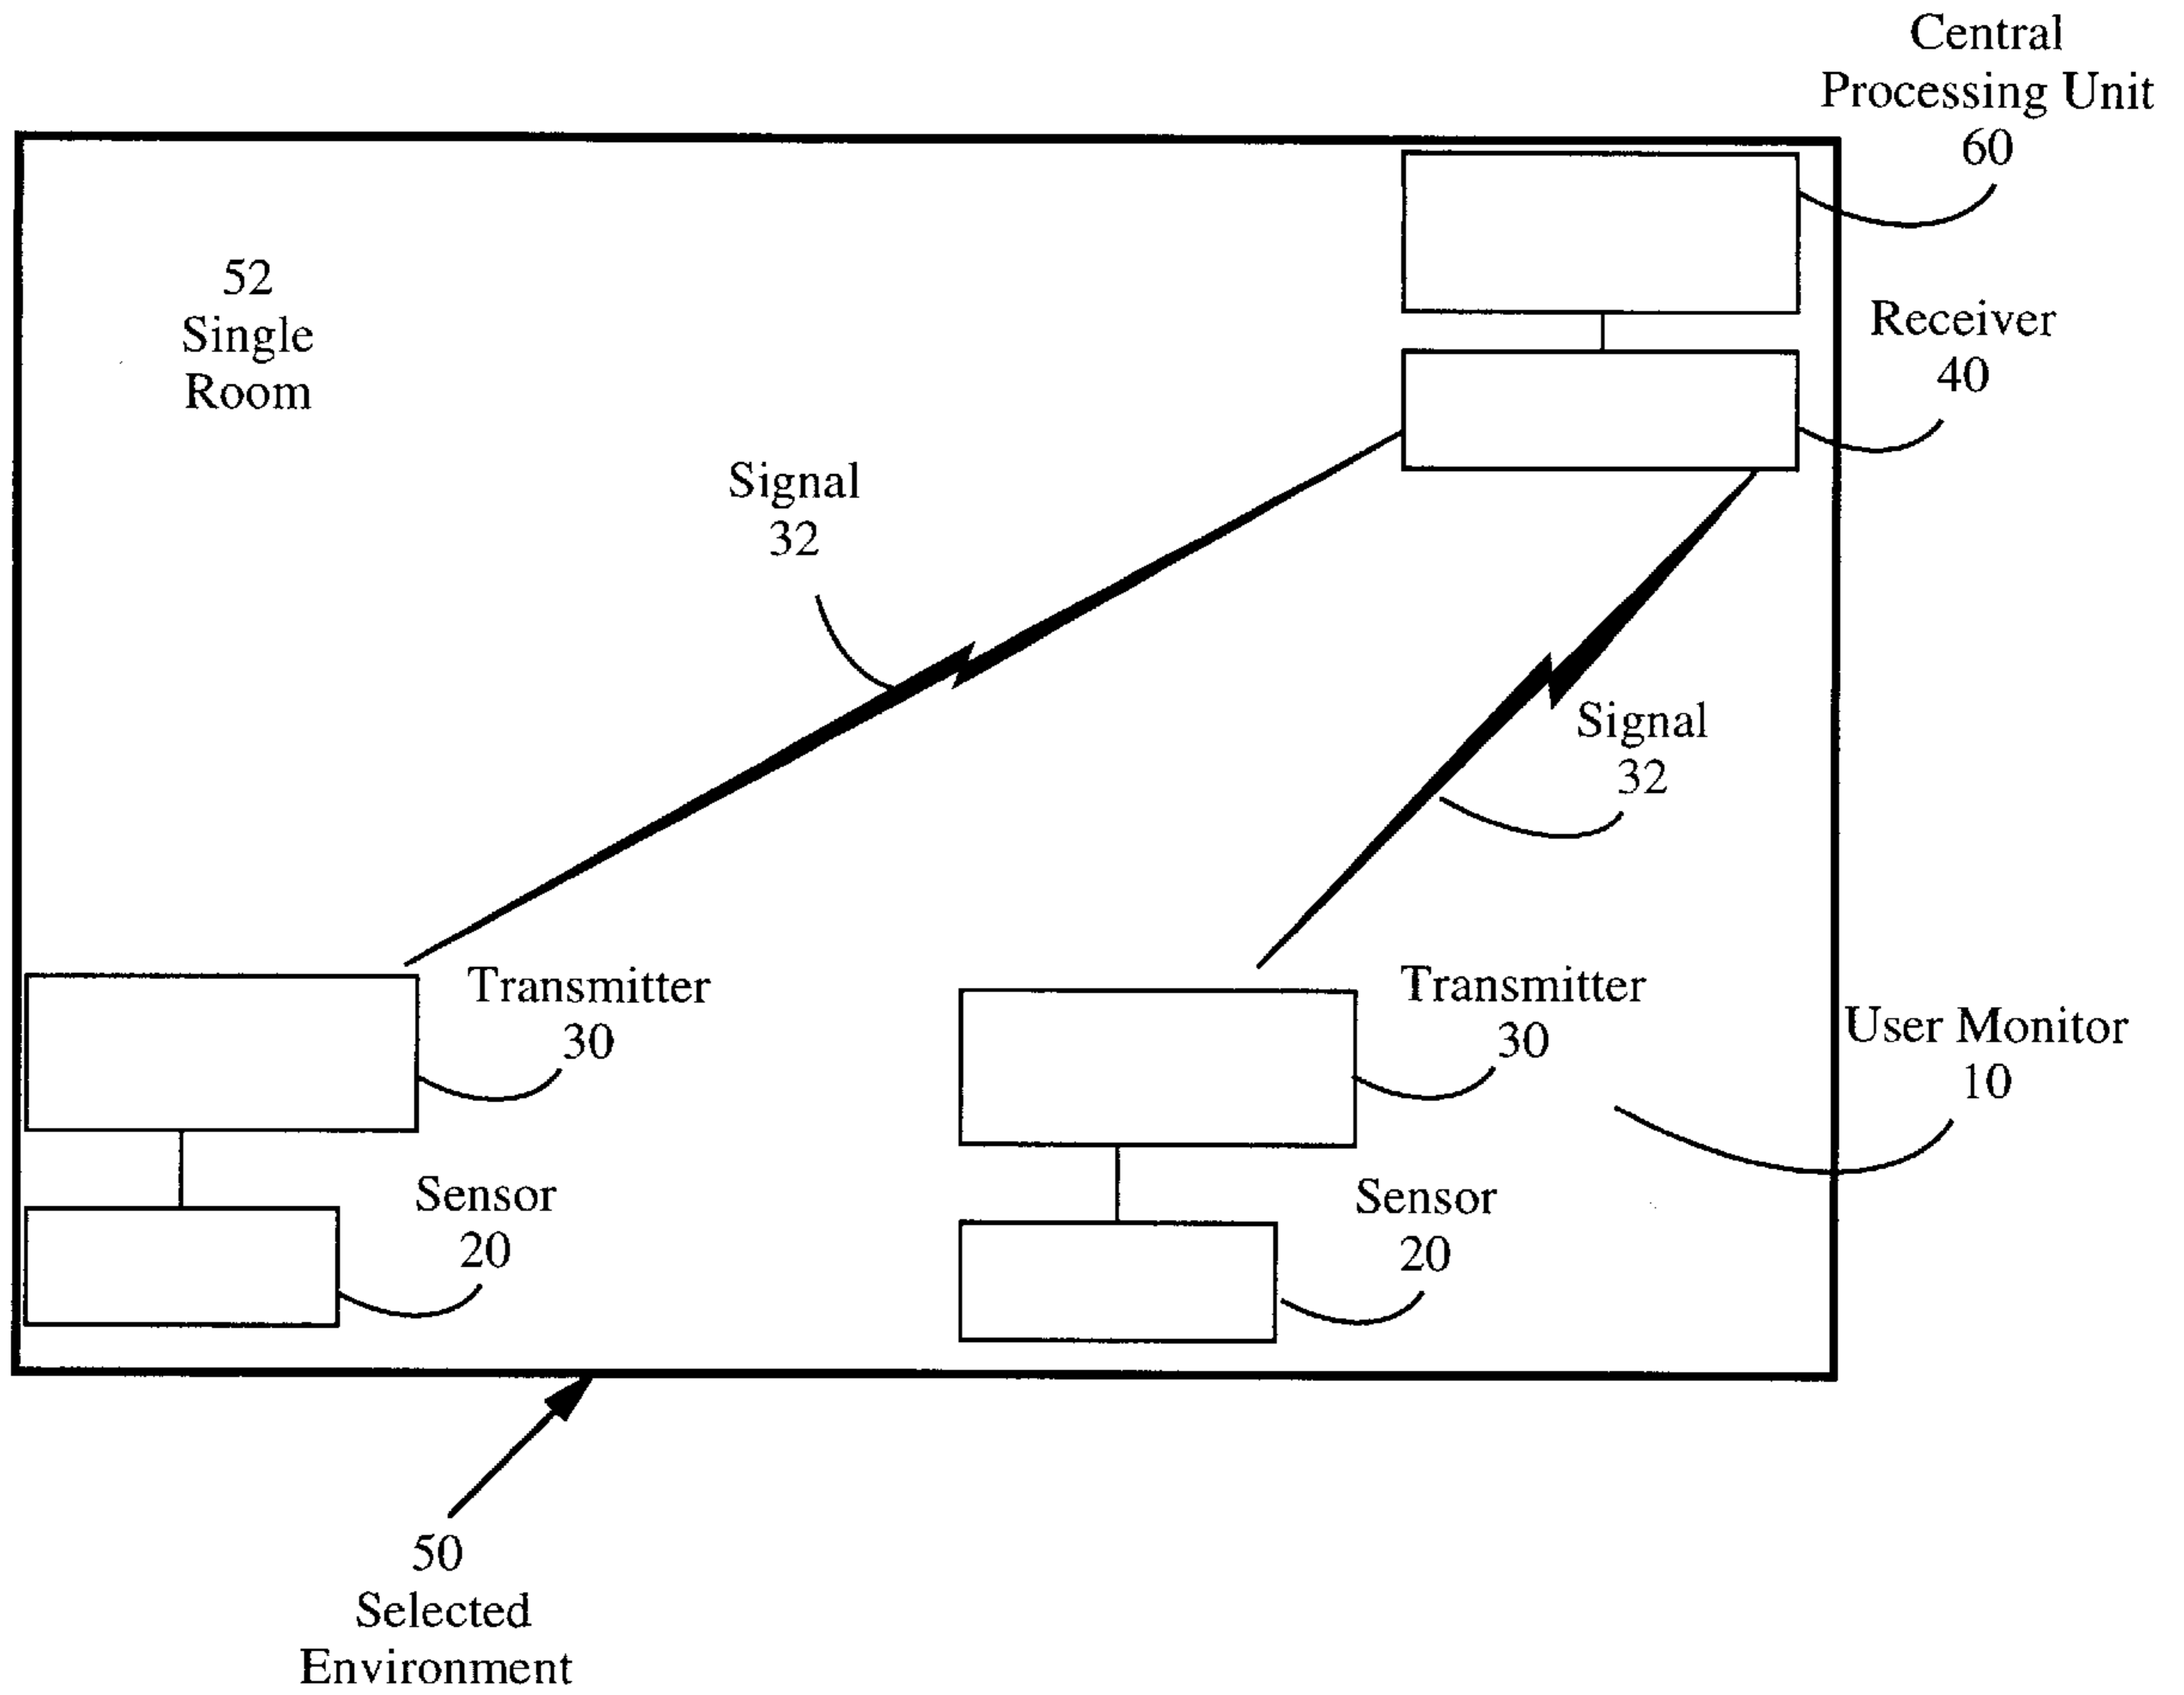 Central
Processing Unit
60
52
Single
Room
Receiver
40
Signal
32
Signal
32
Transmitter
30
Transmitter
30
User Monitor
10
Sensor
20
Sensor
20
50
Selected
Environment